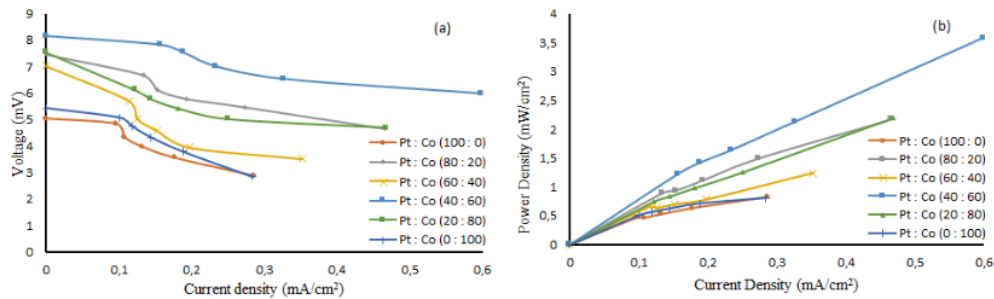 (a)
Voltage (mV)
9
8
7
6
5
4
3
2
1
0
0
0,1
0,2
0,3
0,4
0,5
0,6
Current density (mA/cm²)
Pt : Co (100 : 0)
Pt : Co (80 : 20)
Pt : Co (60 : 40)
Pt : Co (40 : 60)
Pt : Co (20 : 80)
Pt : Co (0 : 100)
(b)
Power Density (mW/cm²)
4
3,5
3
2,5
2
1,5
1
0,5
0
0
0,1
0,2
0,3
0,4
0,5
0,6
Current Density (mA/cm²)
Pt : Co (100 : 0)
Pt : Co (80 : 20)
Pt : Co (60 : 40)
Pt : Co (40 : 60)
Pt : Co (20 : 80)
Pt : Co (0 : 100)